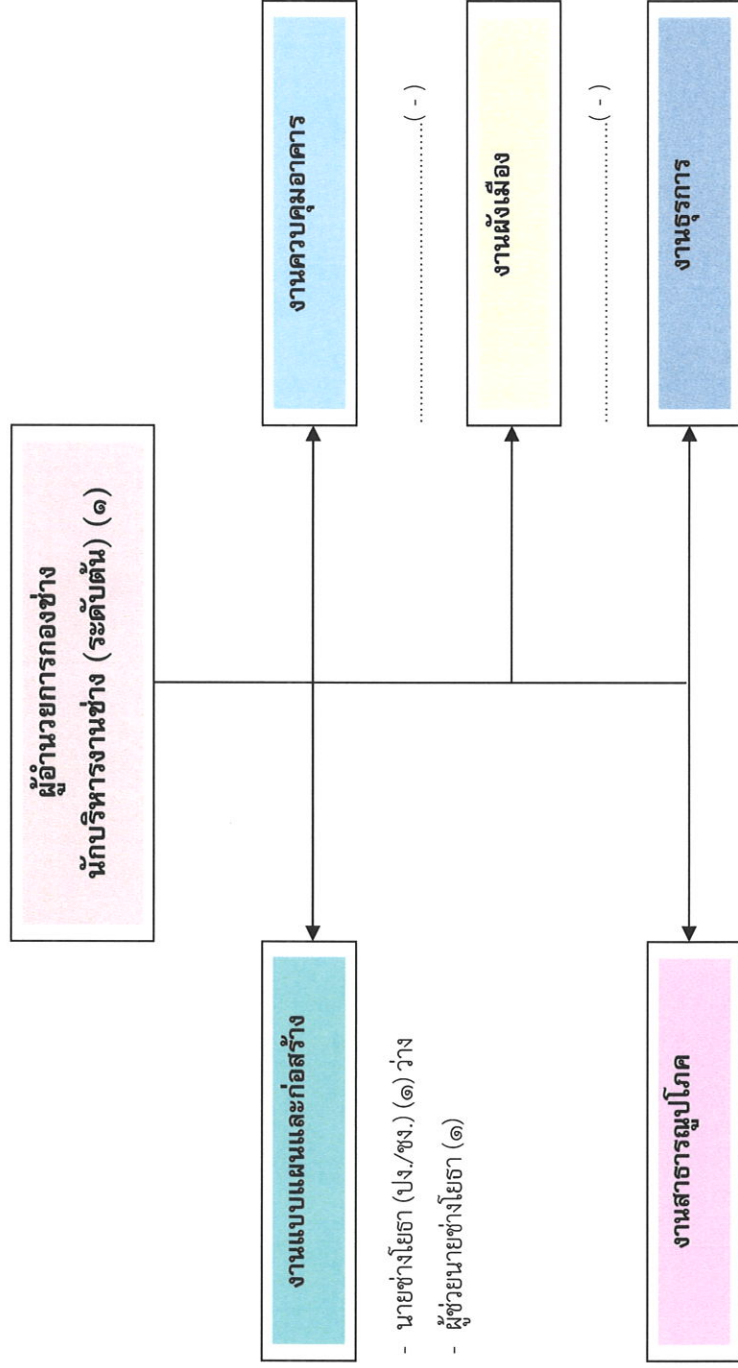 ผู้อำนวยการกองช่าง
นักบริหารงานช่าง (ระดับต้น) (๑)
งานแบบแผนและก่อสร้าง
- นายช่างโยธา (ปง./ชง.) (๑) ว่าง
- ผู้ช่วยนายช่างโยธา (๑)
งานสาธารณูปโภค
งานควบคุมอาคาร
..........................................( - )
งานผังเมือง
..........................................( - )
งานธุรการ